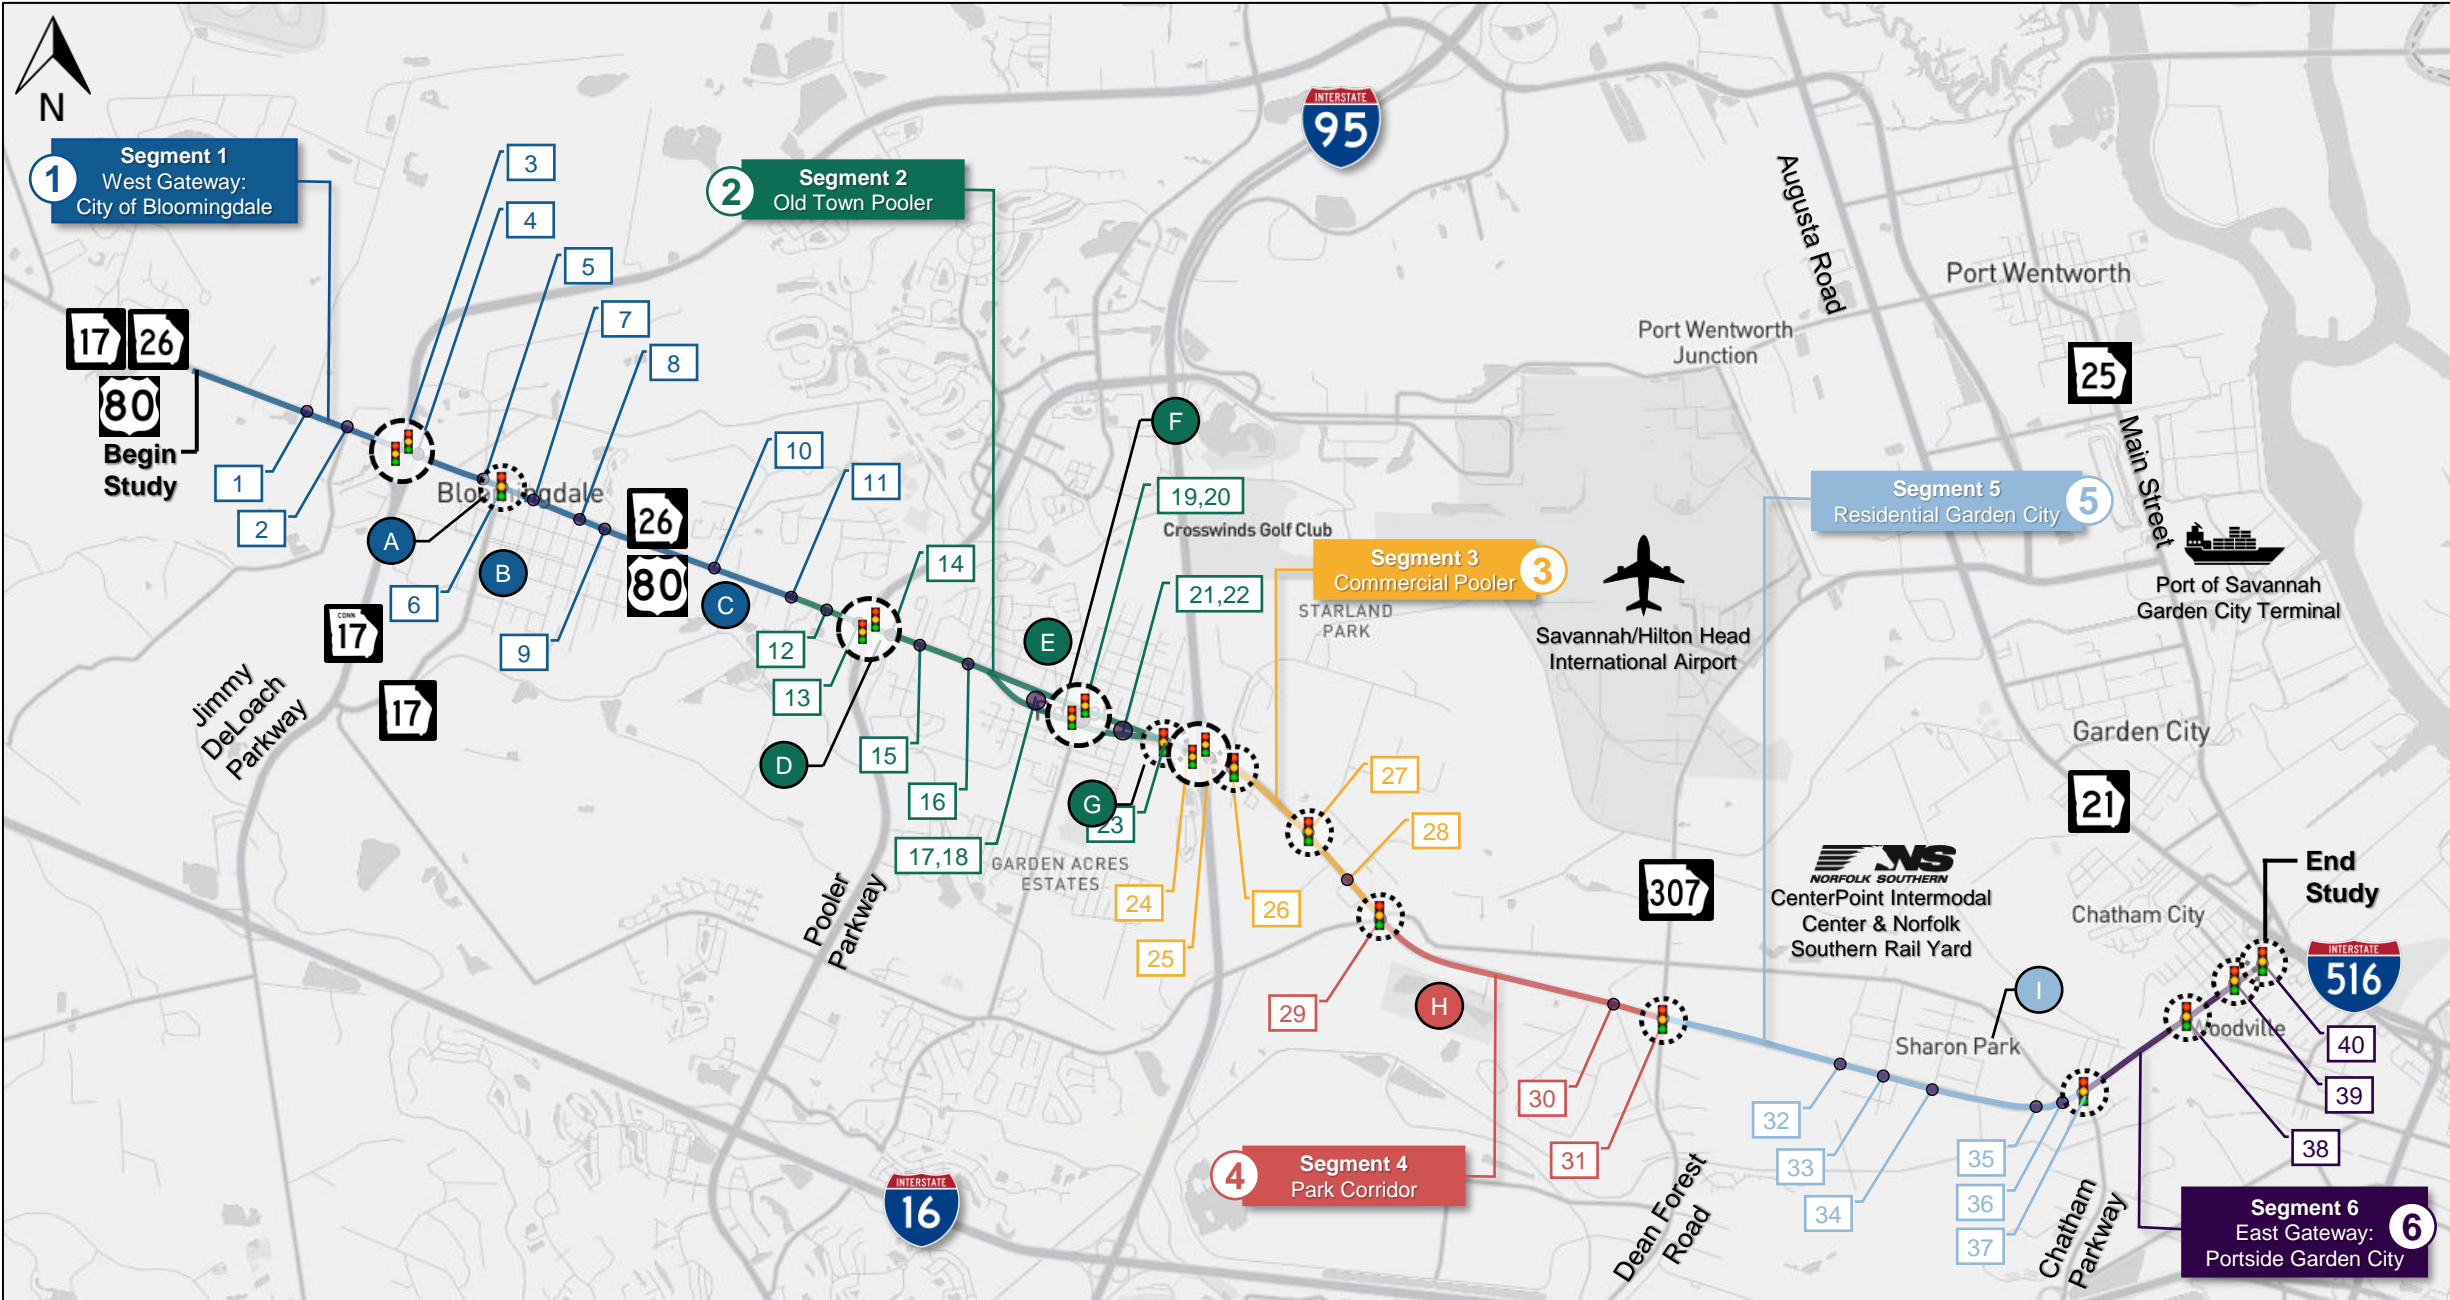 N
Segment 1
West Gateway:
City of Bloomingdale
1
3
4
5
7
8
2
Segment 2
Old Town Pooler
INTERSTATE
95
Augusta Road
Port Wentworth
Port Wentworth
Junction
25
Main Street
17
26
80
Begin
Study
1
2
Bloomingdale
A
B
6
9
26
80
C
10
11
CONN
17
17
Jimmy
DeLoach
Parkway
F
19,20
Crosswinds Golf Club
14
E
21,22
12
13
D
15
16
17,18
G
23
GARDEN ACRES
ESTATES
Pooler
Parkway
Segment 3
Commercial Pooler
3
STARLAND
PARK
Savannah/Hilton Head
International Airport
Segment 5
Residential Garden City
5
Port of Savannah
Garden City Terminal
Garden City
21
27
28
24
25
26
29
H
307
NS
NORFOLK SOUTHERN
CenterPoint Intermodal
Center & Norfolk
Southern Rail Yard
Chatham City
End
Study
INTERSTATE
516
I
Sharon Park
Woodville
40
39
38
30
31
32
33
34
35
36
37
4
Segment 4
Park Corridor
INTERSTATE
16
Dean Forest
Road
Chatham
Parkway
Segment 6
East Gateway:
Portside Garden City
6